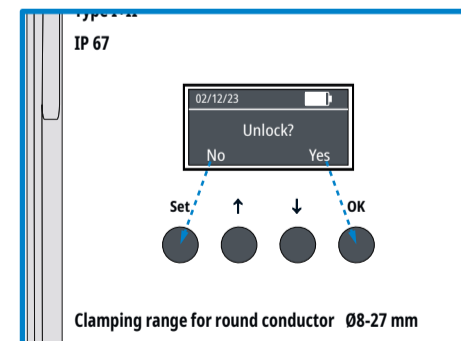 IP 67
02/12/23
Unlock?
No Yes
Set ↑ ↓ OK
Clamping range for round conductor Ø8-27 mm